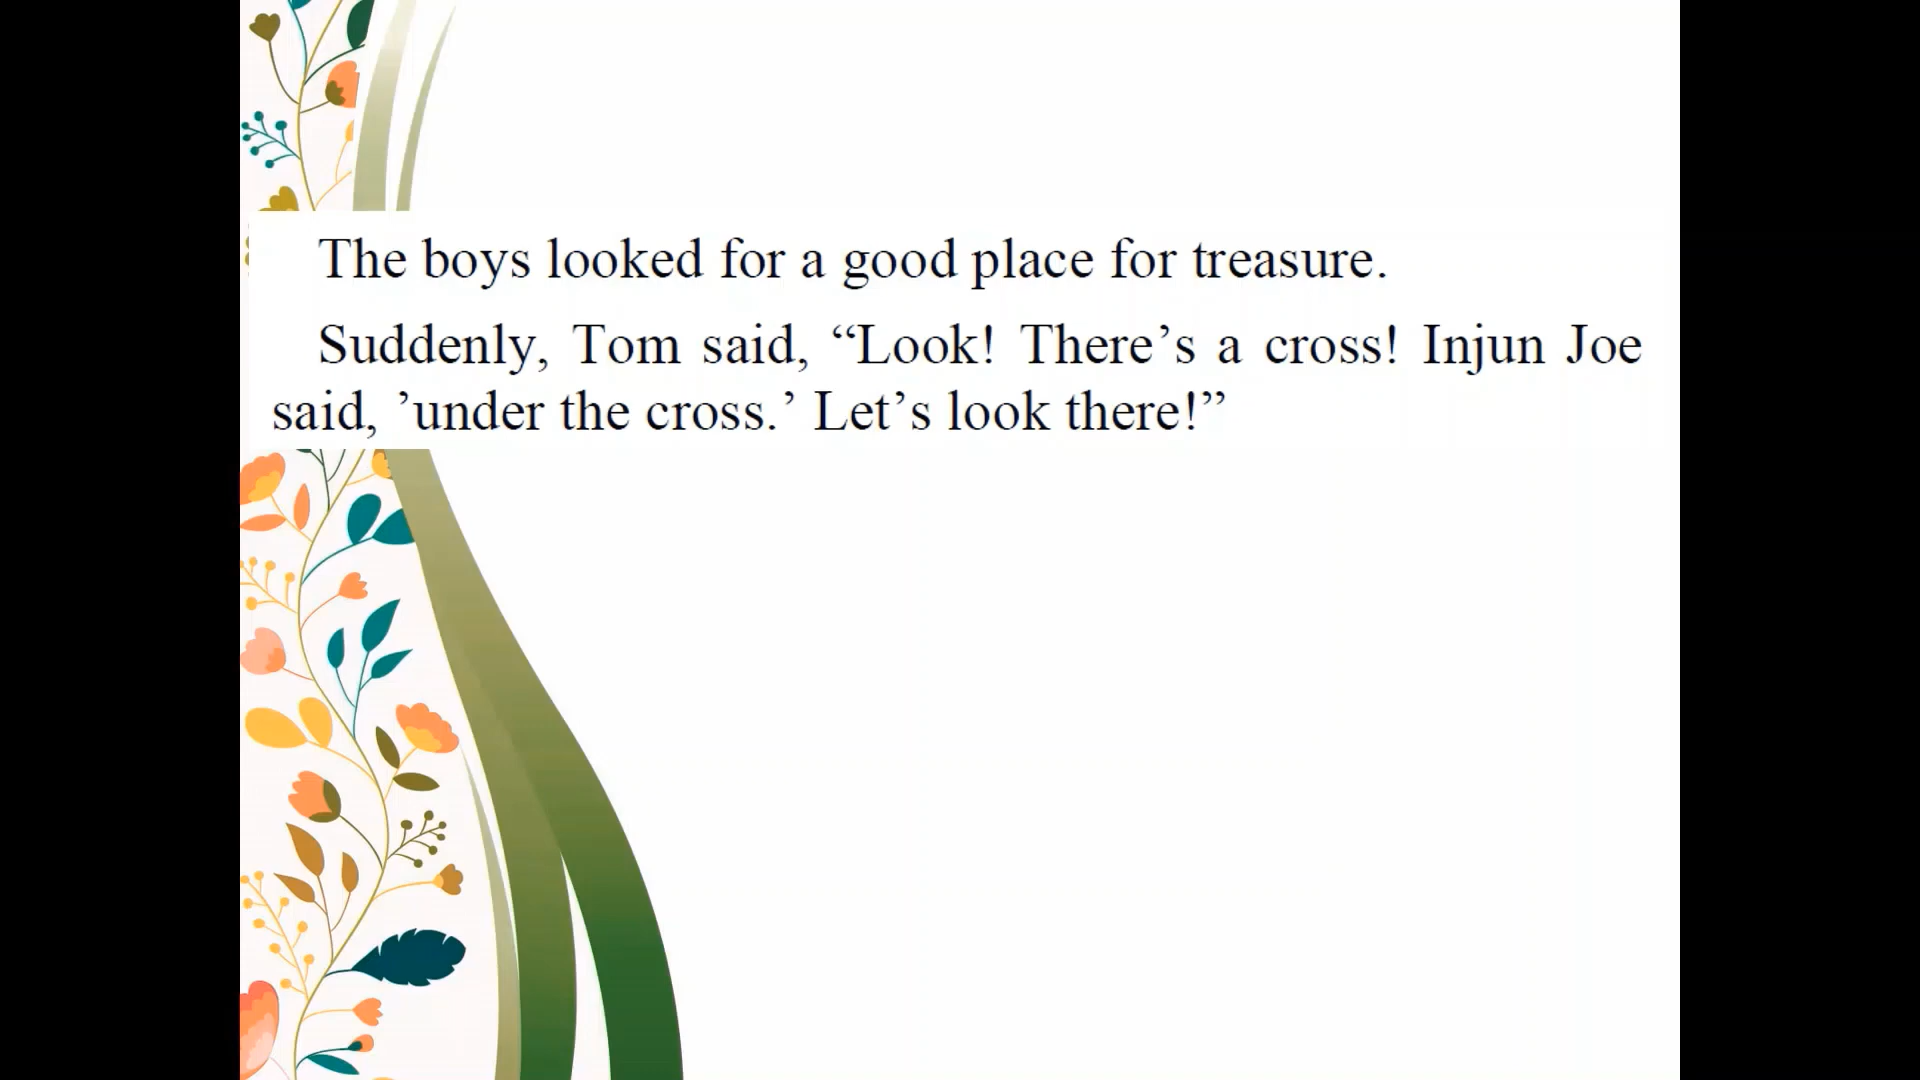 The boys looked for a good place for treasure.
Suddenly, Tom said, “Look! There’s a cross! Injun Joe
said, ’under the cross.’ Let’s look there!”